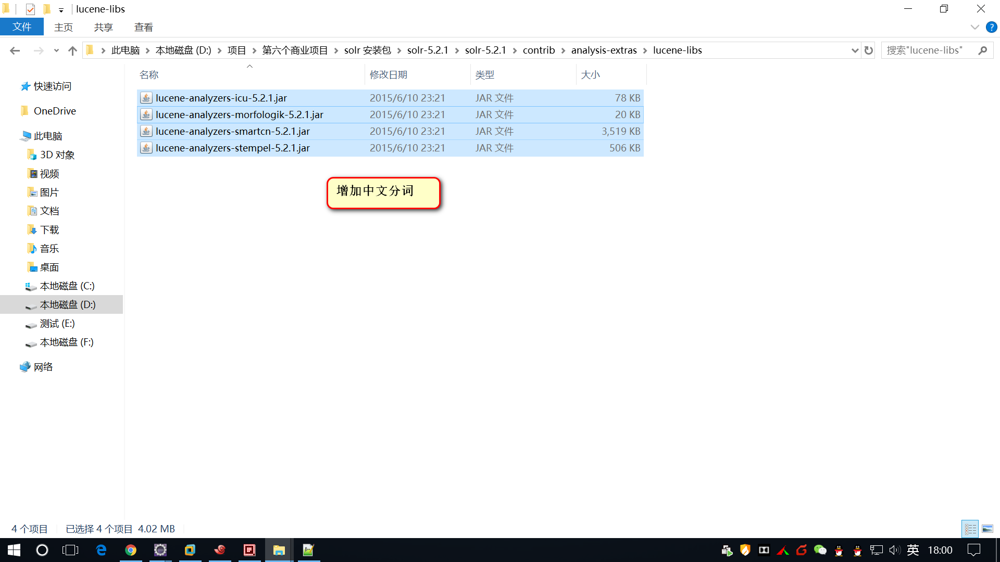 lucene-libs
文件 主页 共享 查看
此电脑 本地磁盘 (D:) 项目 第六个商业项目 solr 安装包 solr-5.2.1 solr-5.2.1 contrib analysis-extras lucene-libs 搜索"lucene-libs"
名称 修改日期 类型 大小
lucene-analyzers-icu-5.2.1.jar 2015/6/10 23:21 JAR 文件 78 KB
lucene-analyzers-morfologik-5.2.1.jar 2015/6/10 23:21 JAR 文件 20 KB
lucene-analyzers-smartcn-5.2.1.jar 2015/6/10 23:21 JAR 文件 3,519 KB
lucene-analyzers-stempel-5.2.1.jar 2015/6/10 23:21 JAR 文件 506 KB
增加中文分词
快速访问
OneDrive
此电脑
3D 对象
视频
图片
文档
下载
音乐
桌面
本地磁盘 (C:)
本地磁盘 (D:)
测试 (E:)
本地磁盘 (F:)
网络
4 个项目 已选择 4 个项目 4.02 MB
英 18:00